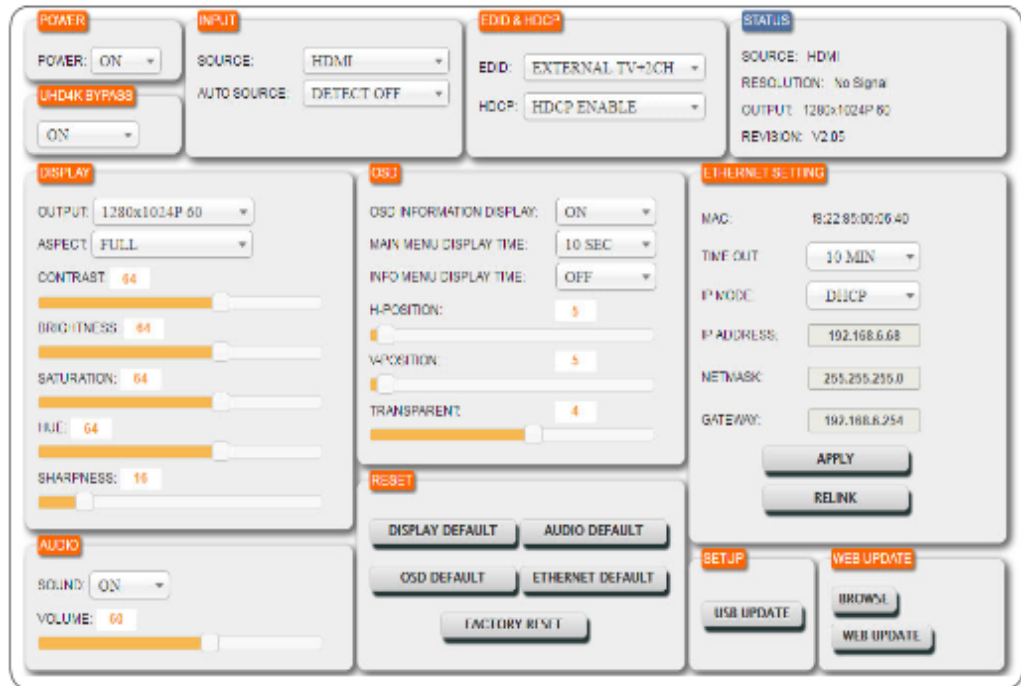 POWER
POWER: ON
UHD4K BYPASS
ON
INPUT
SOURCE: HDMI
AUTO SOURCE: DETECT OFF
EDID & HDCP
EDID: EXTERNAL TV+2CH
HDCP: HDCP ENABLE
STATUS
SOURCE: HDMI
RESOLUTION: No Signal
OUTPUT: 1280x1024P 60
REVISION: V2.05
DISPLAY
OUTPUT: 1280x1024P 60
ASPECT: FULL
CONTRAST: 64
BRIGHTNESS: 64
SATURATION: 64
HUE: 64
SHARPNESS: 16
AUDIO
SOUND: ON
VOLUME: 60
OSD
OSD INFORMATION DISPLAY: ON
MAIN MENU DISPLAY TIME: 10 SEC
INFO MENU DISPLAY TIME: OFF
H-POSITION: 5
V-POSITION: 5
TRANSPARENT: 4
RESET
DISPLAY DEFAULT AUDIO DEFAULT
OSD DEFAULT ETHERNET DEFAULT
FACTORY RESET
ETHERNET SETTING
MAC: f8:22:85:00:06:40
TIME OUT: 10 MIN
IP MODE: DHCP
IP ADDRESS: 192.168.6.68
NETMASK: 255.255.255.0
GATEWAY: 192.168.6.254
APPLY
RELINK
SETUP
USB UPDATE
WEB UPDATE
BROWSE
WEB UPDATE